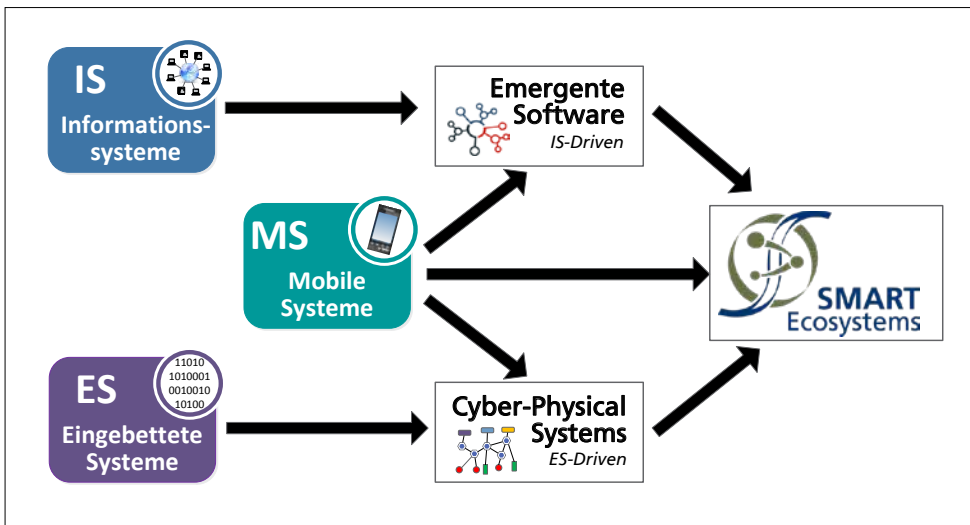 IS
Informations-
systeme
Emergente
Software
IS-Driven
MS
Mobile
Systeme
SMART
Ecosystems
ES
11010
1010001
0010010
10100
Eingebettete
Systeme
Cyber-Physical
Systems
ES-Driven